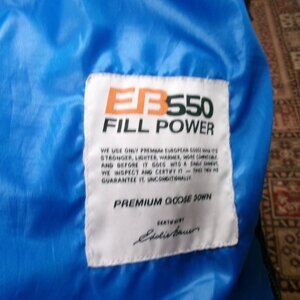 EB550
FILL POWER
WE USE ONLY PREMIUM EUROPEAN GOOSE
STRONGER, LIGHTER, WARMER, MORE
AND BEFORE IT GOES INTO A
WE INSPECT AND CERTIFY IT —
GUARANTEE IT. UNCONDITIONALLY.
PREMIUM GOOSE DOWN
Eddie Bauer